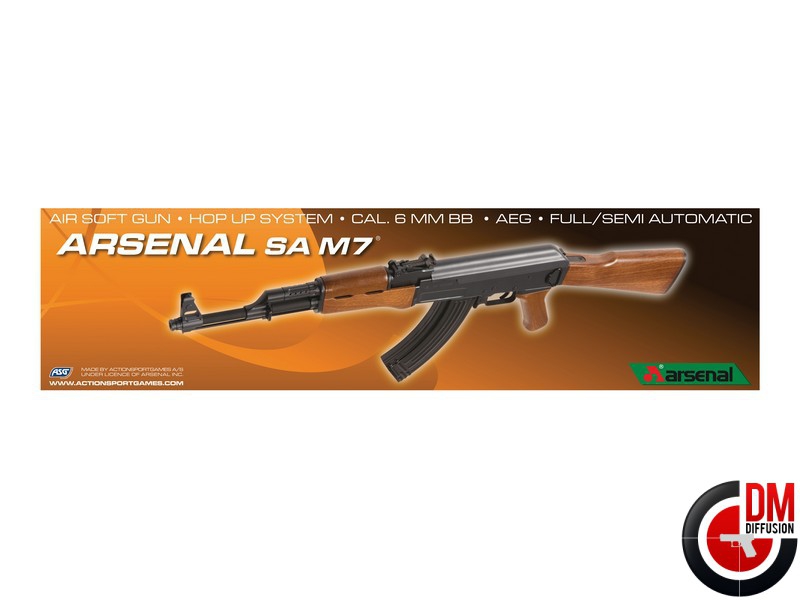 AIR SOFT GUN • HOP UP SYSTEM • CAL. 6 MM BB • AEG • FULL/SEMI AUTOMATIC
ARSENAL SA M7®
ASG
MADE BY ACTIONSPORTGAMES A/S
UNDER LICENCE OF ARSENAL INC.
WWW.ACTIONSPORTGAMES.COM
arsenal
DM
DIFFUSION